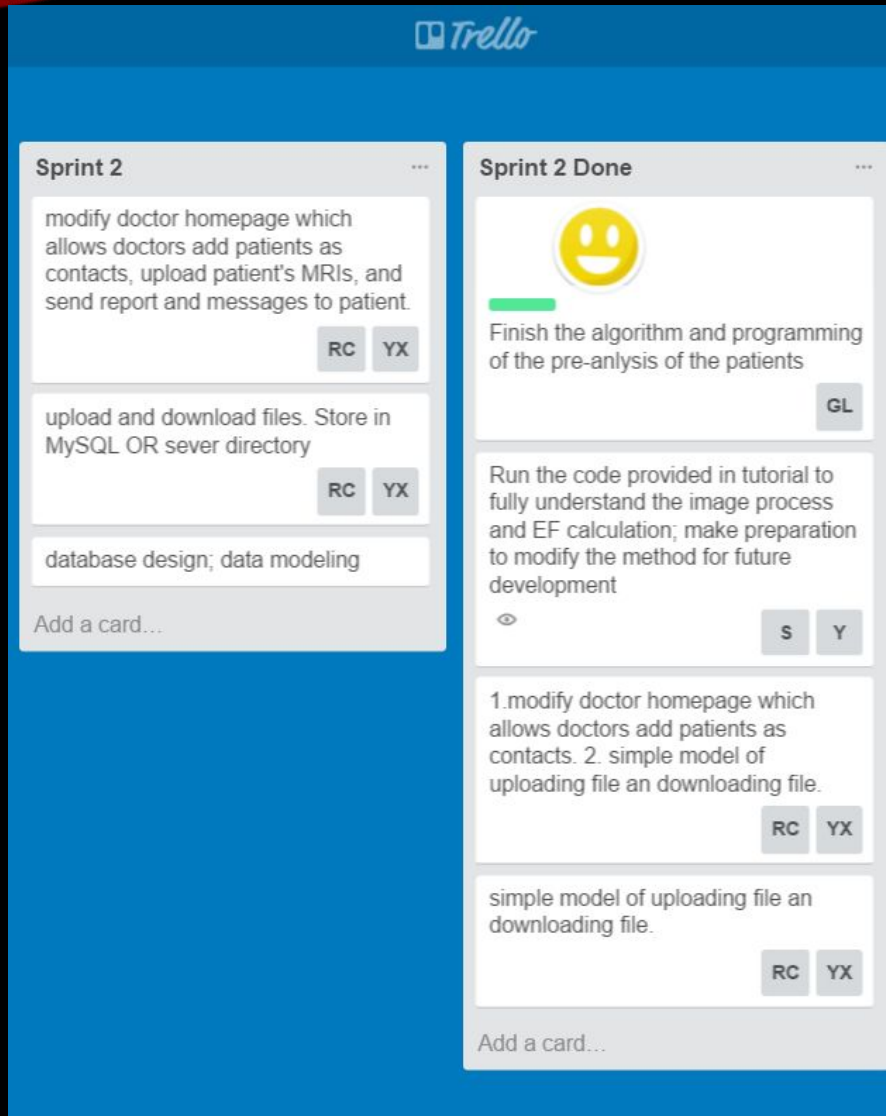 Trello
Sprint 2
modify doctor homepage which
allows doctors add patients as
contacts, upload patient's MRIs, and
send report and messages to patient.
RC YX
upload and download files. Store in
MySQL OR sever directory
RC YX
database design; data modeling
Add a card...
Sprint 2 Done
Finish the algorithm and programming
of the pre-anlysis of the patients
GL
Run the code provided in tutorial to
fully understand the image process
and EF calculation; make preparation
to modify the method for future
development
S Y
1.modify doctor homepage which
allows doctors add patients as
contacts. 2. simple model of
uploading file an downloading file.
RC YX
simple model of uploading file an
downloading file.
RC YX
Add a card...